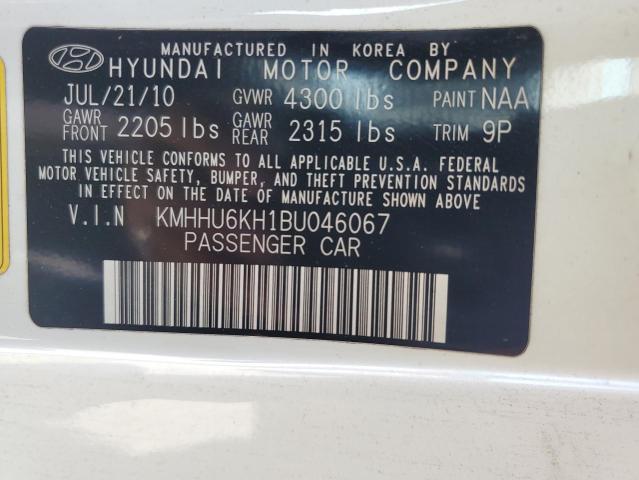 MANUFACTURED IN KOREA BY
HYUNDAI MOTOR COMPANY
JUL/21/10 GVWR 4300 lbs PAINT NAA
GAWR FRONT 2205 lbs GAWR REAR 2315 lbs TRIM 9P
THIS VEHICLE CONFORMS TO ALL APPLICABLE U.S.A. FEDERAL
MOTOR VEHICLE SAFETY, BUMPER, AND THEFT PREVENTION STANDARDS
IN EFFECT ON THE DATE OF MANUFACTURE SHOWN ABOVE.
V.I.N KMHHU6KH1BU046067
PASSENGER CAR